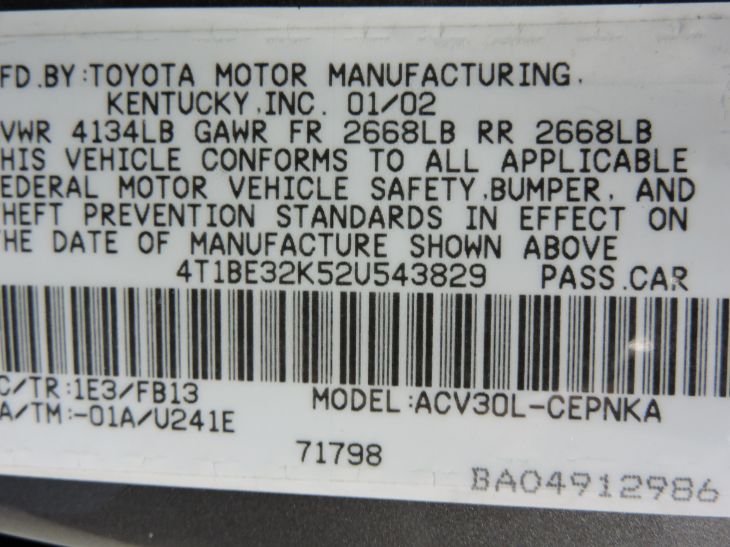 FD.BY:TOYOTA MOTOR MANUFACTURING,
KENTUCKY,INC. 01/02
VWR 4134LB GAWR FR 2668LB RR 2668LB
HIS VEHICLE CONFORMS TO ALL APPLICABLE
EDERAL MOTOR VEHICLE SAFETY,BUMPER, AND
HEFT PREVENTION STANDARDS IN EFFECT ON
HE DATE OF MANUFACTURE SHOWN ABOVE
4T1BE32K52U543829 PASS.CAR
C/TR:1E3/FB13
A/TM:-01A/U241E
MODEL:ACV30L-CEPNKA
71798
BA04912986